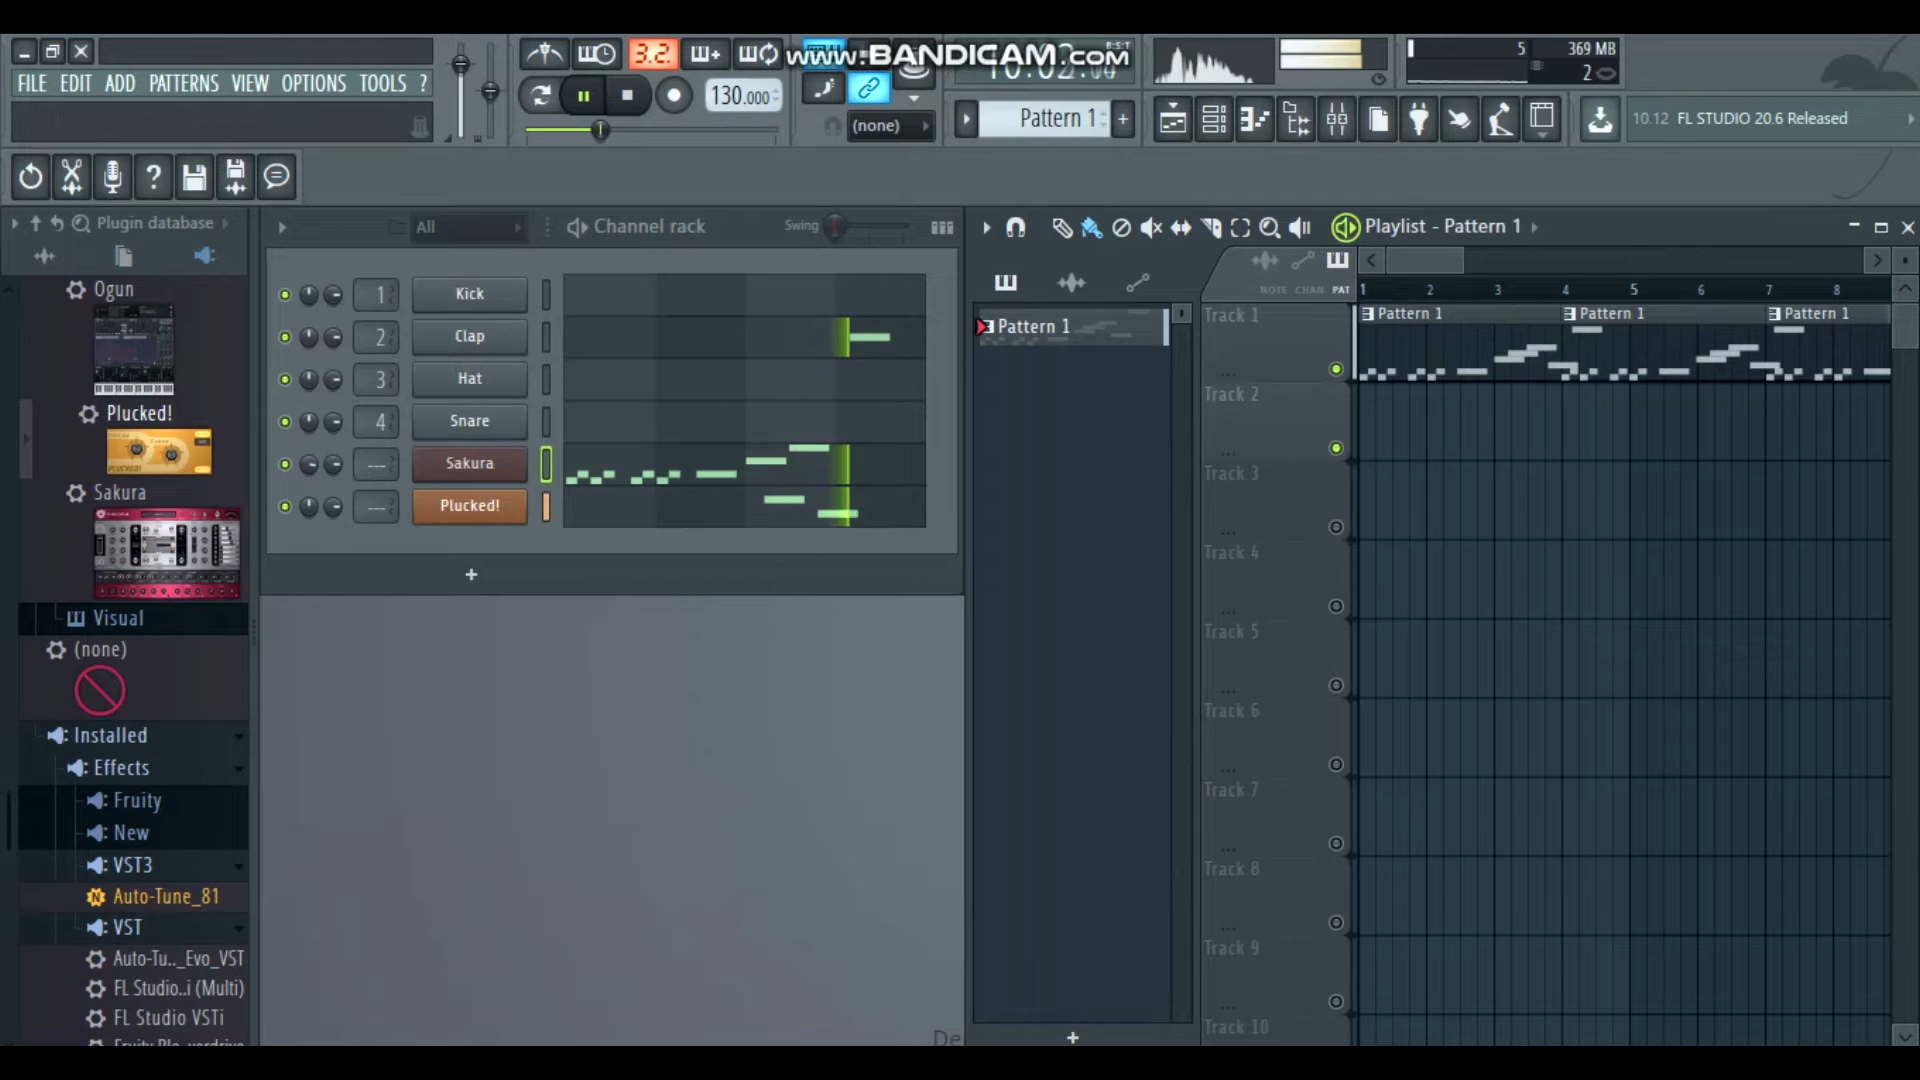 www.BANDICAM.com
FILE EDIT ADD PATTERNS VIEW OPTIONS TOOLS ?
3.2.
130.000
(none)
B:S:T
Pattern 1
+
5
369 MB
2
10.12 FL STUDIO 20.6 Released
Plugin database
Ogun
Plucked!
Sakura
Visual
(none)
Installed
Effects
Fruity
New
VST3
Auto-Tune_81
VST
Auto-Tu.._Evo_VST
FL Studio..i (Multi)
FL Studio VSTi
All
Channel rack
Swing
1 Kick
2 Clap
3 Hat
4 Snare
--- Sakura
--- Plucked!
+
De
Playlist - Pattern 1
NOTE CHAN PAT
1 2 3 4 5 6 7 8
Pattern 1
Pattern 1 Pattern 1 Pattern 1
Track 1
Track 2
Track 3
Track 4
Track 5
Track 6
Track 7
Track 8
Track 9
Track 10
+